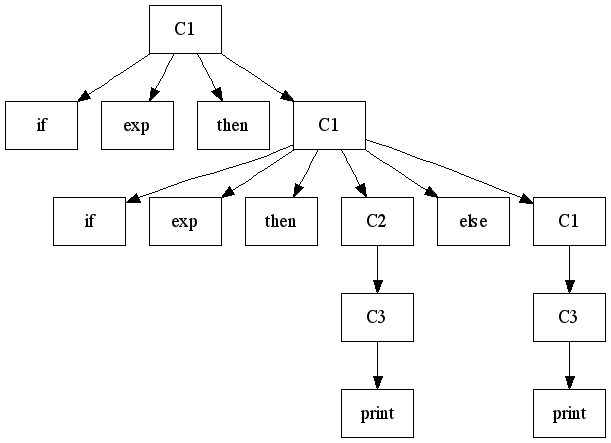 C1
if exp then C1
if exp then C2 else C1
C3 C3
print print